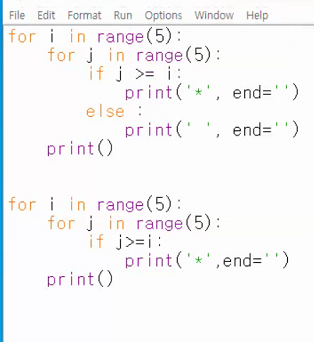 File Edit Format Run Options Window Help
for i in range(5):
    for j in range(5):
        if j >= i:
            print('*', end='')
        else :
            print(' ', end='')
    print()

for i in range(5):
    for j in range(5):
        if j>=i:
            print('*',end='')
    print()